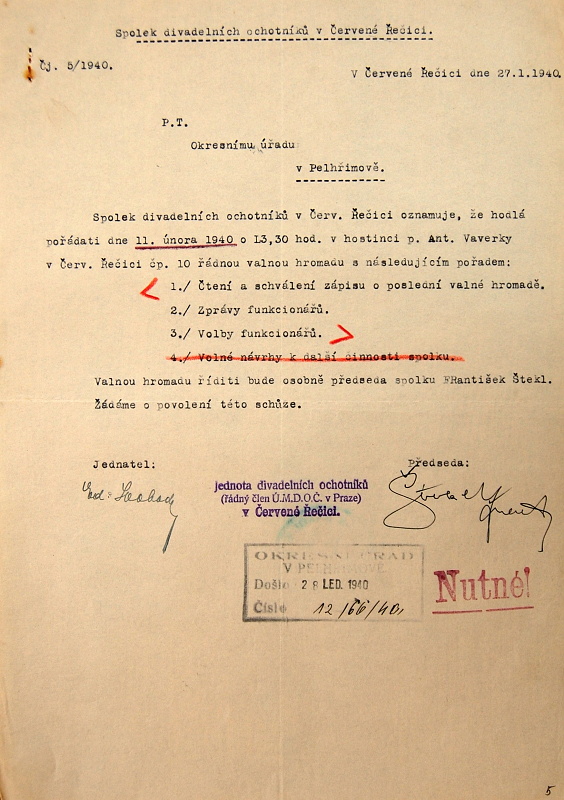 Spolek divadelních ochotníků v Červené Řečici.
Čj. 5/1940.
V Červené Řečici dne 27.1.1940.
P.T.
Okresnímu úřadu
v Pelhřimově.
Spolek divadelních ochotníků v Červ. Řečici oznamuje, že hodlá
pořádati dne 11. února 1940 o L3,30 hod. v hostinci p. Ant. Vaverky
v Červ. Řečici čp. 10 řádnou valnou hromadu s následujícím pořadem:
1./ Čtení a schválení zápisu o poslední valné hromadě.
2./ Zprávy funkcionářů.
3./ Volby funkcionářů.
4./ Volné návrhy k další činnosti spolku.
Valnou hromadu říditi bude osobně předseda spolku FRantišek Štekl.
Žádáme o povolení této schůze.
Jednatel:
Předseda:
jednota divadelních ochotníků
(řádný člen Ú.M.D.O.Č. v Praze)
v Červené Řečici.
OKRESNÍ ÚŘAD
V PELHŘIMOVĚ
Došlo 28 LED. 1940
Číslo 12/66/40,
Nutné!
5